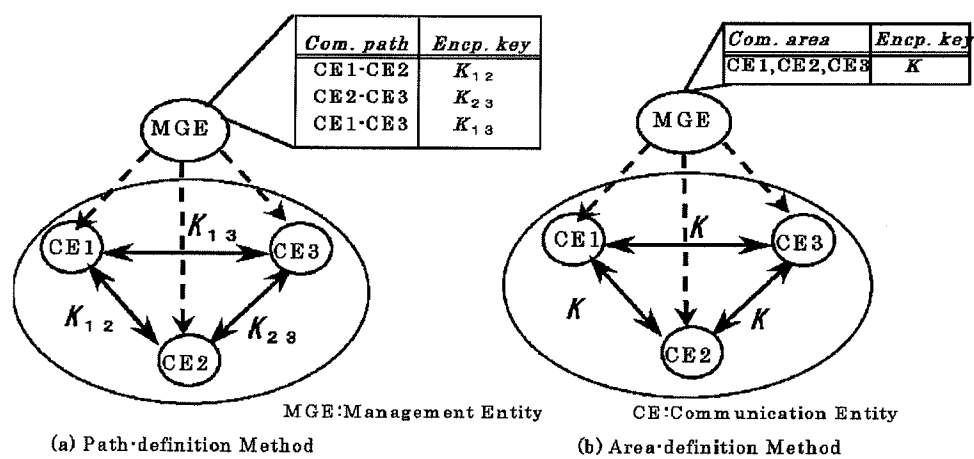 Com. path Encp. key
CE1-CE2 K₁₂
CE2-CE3 K₂₃
CE1-CE3 K₁₃
MGE
CE1
K₁₃
CE3
K₁₂
K₂₃
CE2
Com. area Encp. key
CE1,CE2,CE3 K
MGE
CE1
K
CE3
K
K
CE2
MGE:Management Entity
CE:Communication Entity
(a) Path-definition Method
(b) Area-definition Method